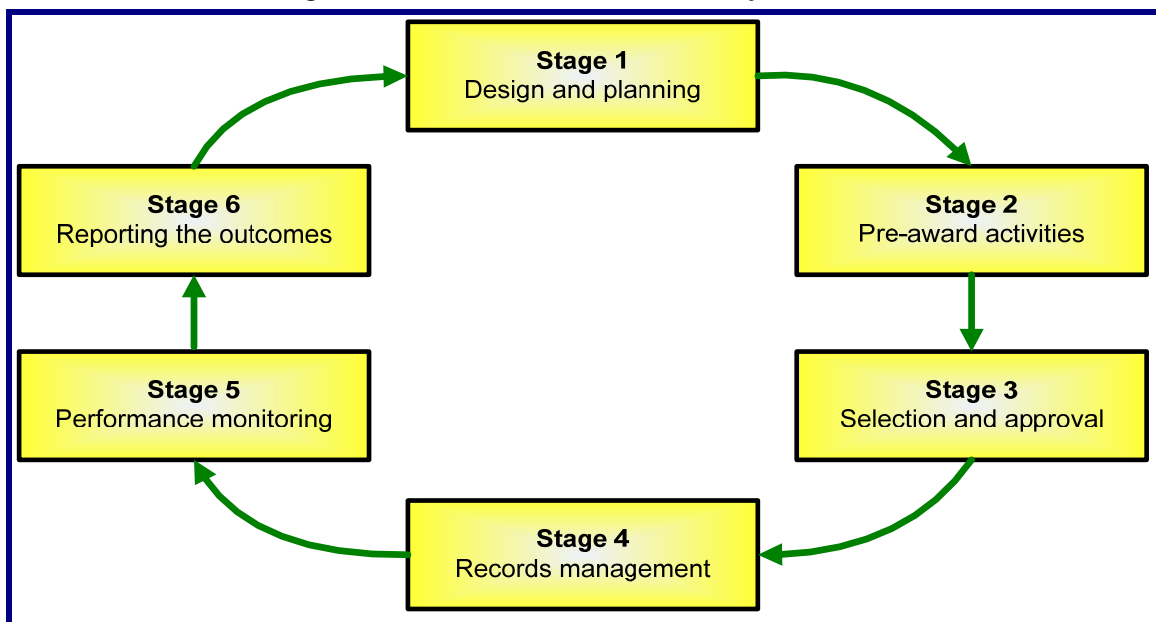 Stage 1
Design and planning
Stage 2
Pre-award activities
Stage 3
Selection and approval
Stage 4
Records management
Stage 5
Performance monitoring
Stage 6
Reporting the outcomes